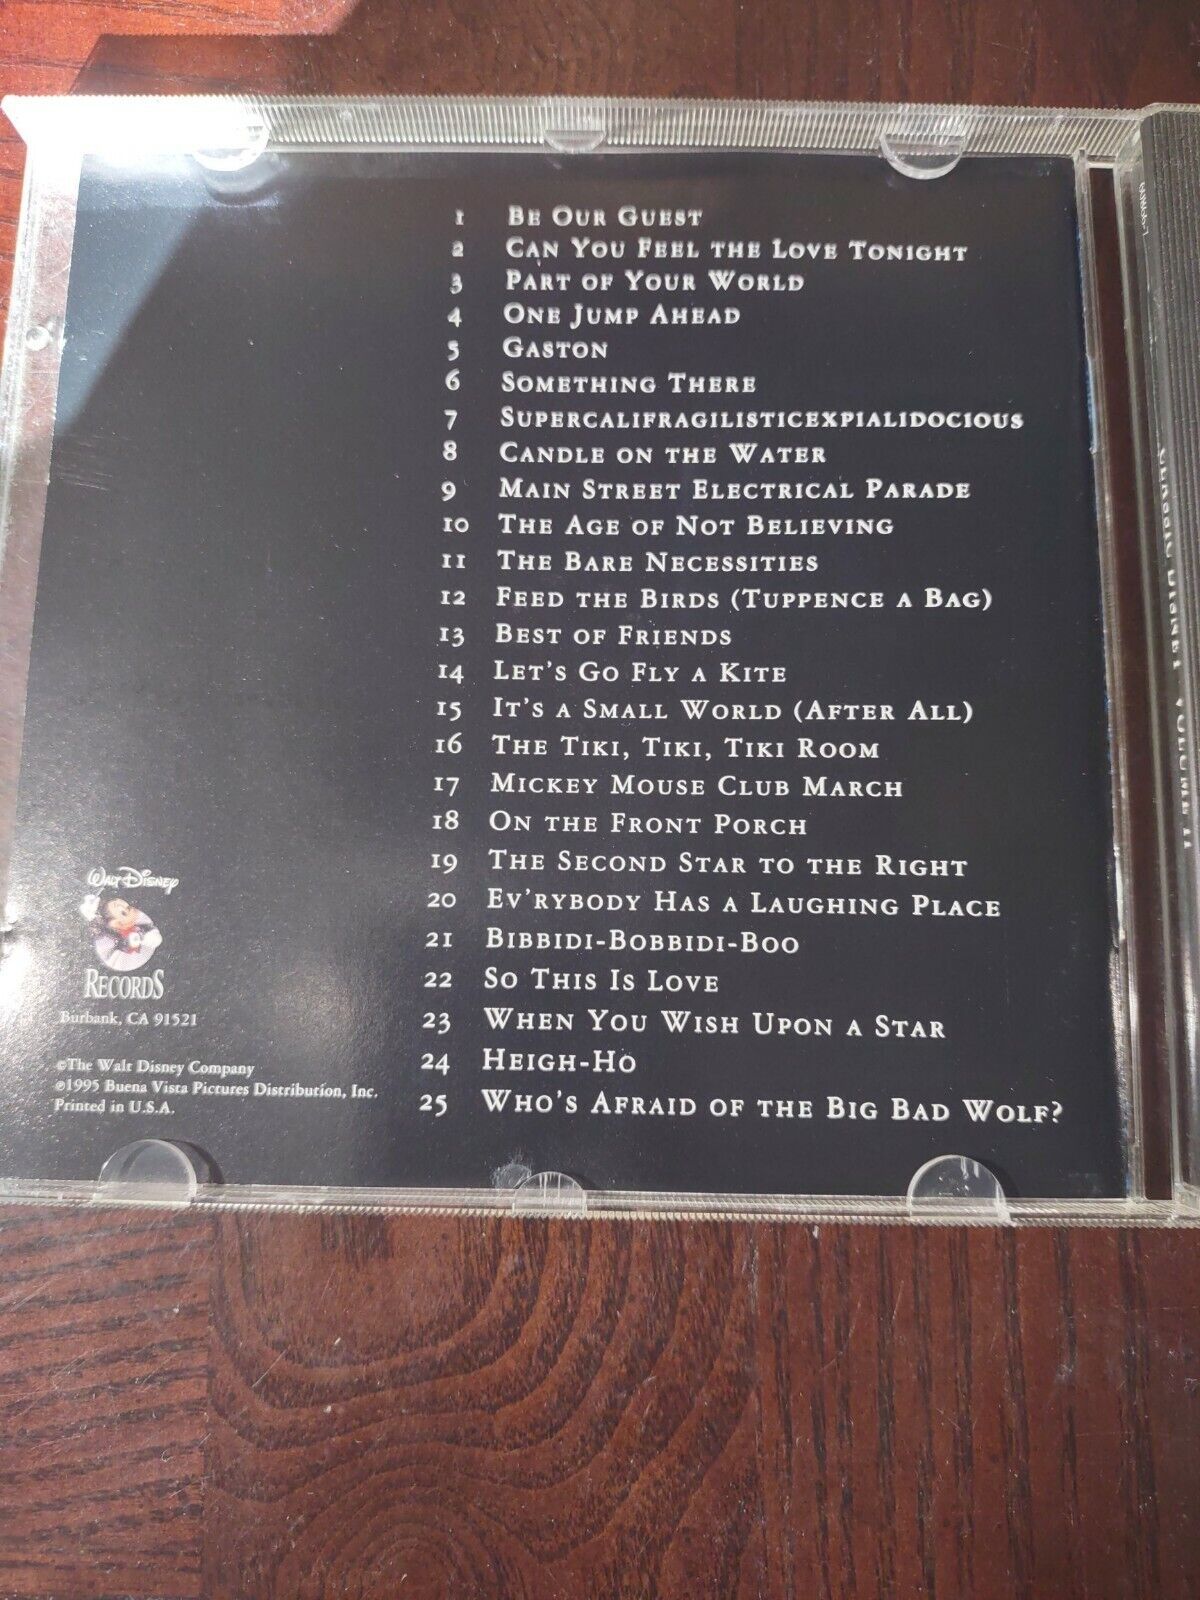 1 Be Our Guest
2 Can You Feel the Love Tonight
3 Part of Your World
4 One Jump Ahead
5 Gaston
6 Something There
7 Supercalifragilisticexpialidocious
8 Candle on the Water
9 Main Street Electrical Parade
10 The Age of Not Believing
11 The Bare Necessities
12 Feed the Birds (Tuppence a Bag)
13 Best of Friends
14 Let's Go Fly a Kite
15 It's a Small World (After All)
16 The Tiki, Tiki, Tiki Room
17 Mickey Mouse Club March
18 On the Front Porch
19 The Second Star to the Right
20 Ev'rybody Has a Laughing Place
21 Bibbidi-Bobbidi-Boo
22 So This Is Love
23 When You Wish Upon a Star
24 Heigh-Ho
25 Who's Afraid of the Big Bad Wolf?
Walt Disney
Records
Burbank, CA 91521
©The Walt Disney Company
℗1995 Buena Vista Pictures Distribution, Inc.
Printed in U.S.A.
Classic Disney Volume II